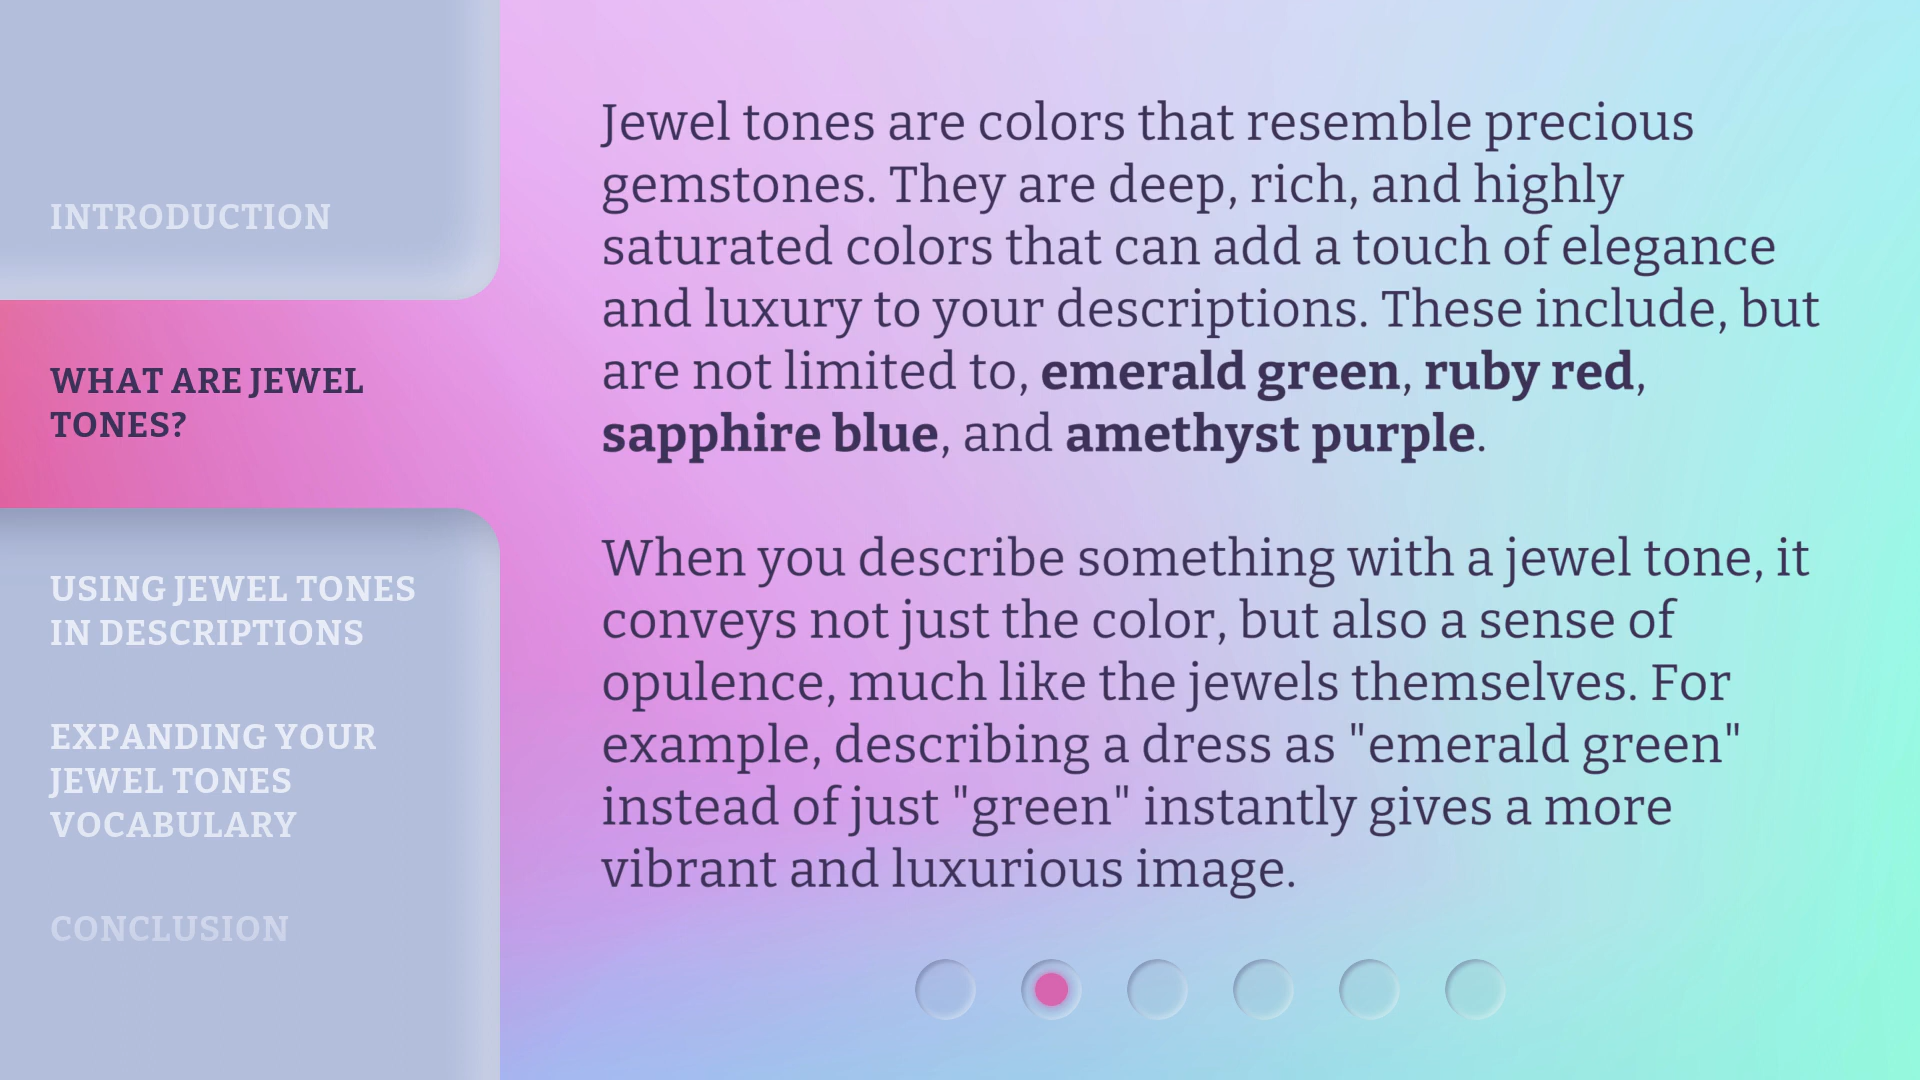 INTRODUCTION
WHAT ARE JEWEL
TONES?
USING JEWEL TONES
IN DESCRIPTIONS
EXPANDING YOUR
JEWEL TONES
VOCABULARY
CONCLUSION
Jewel tones are colors that resemble precious
gemstones. They are deep, rich, and highly
saturated colors that can add a touch of elegance
and luxury to your descriptions. These include, but
are not limited to, emerald green, ruby red,
sapphire blue, and amethyst purple.
When you describe something with a jewel tone, it
conveys not just the color, but also a sense of
opulence, much like the jewels themselves. For
example, describing a dress as "emerald green"
instead of just "green" instantly gives a more
vibrant and luxurious image.